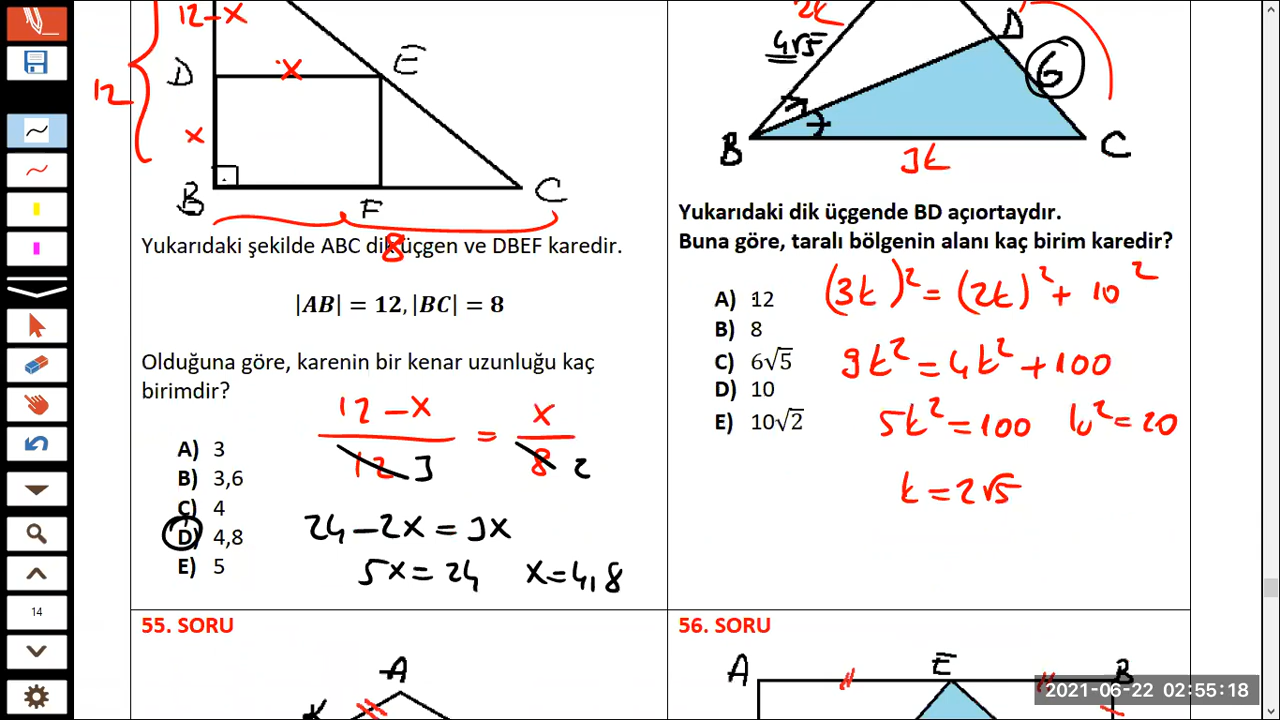 12-x
D
x
E
12
x
B
F
C
8
Yukarıdaki şekilde ABC dik üçgen ve DBEF karedir.
|AB| = 12, |BC| = 8
Olduğuna göre, karenin bir kenar uzunluğu kaç
birimdir?
A) 3
B) 3,6
C) 4
D) 4,8
E) 5
12-x / 12 3 = x / 8 2
24-2x = 3x
5x = 24 x=4,8
2k
4√5
D
6
B
C
3k
Yukarıdaki dik üçgende BD açıortaydır.
Buna göre, taralı bölgenin alanı kaç birim karedir?
A) 12
B) 8
C) 6√5
D) 10
E) 10√2
(3k)² = (2k)² + 10²
9k² = 4k² + 100
5k² = 100 k² = 20
k = 2√5
55. SORU
A
K
56. SORU
A
E
B
14
2021-06-22 02:55:18